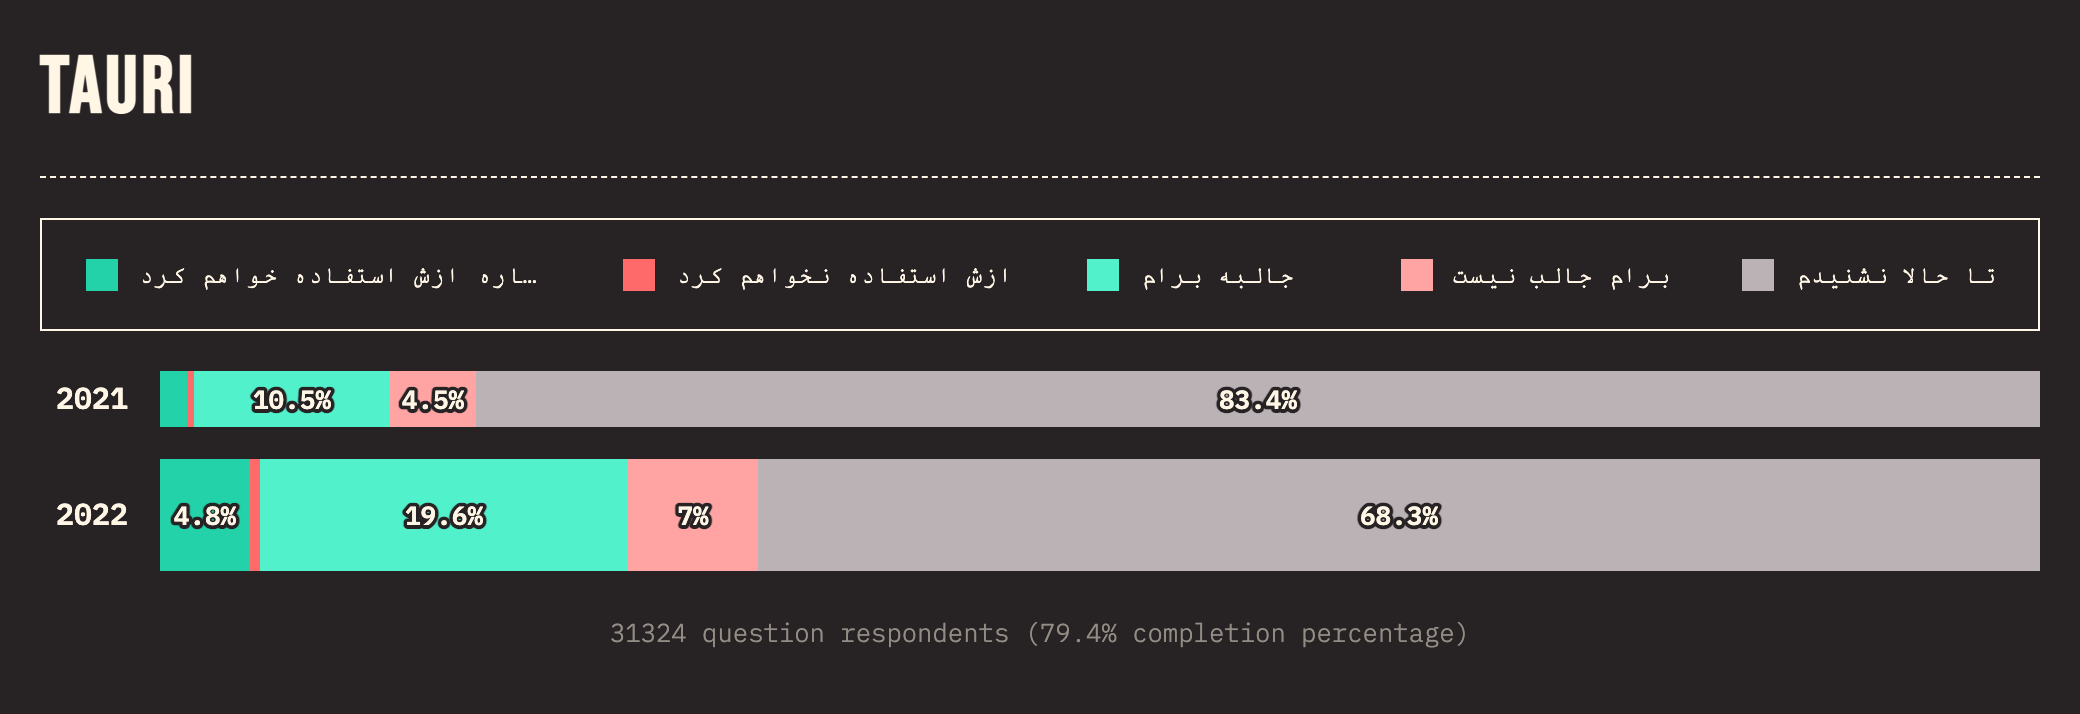 TAURI
…ـاره ازش استفاده خواهم کرد
ازش استفاده نخواهم کرد
جالبه برام
برام جالب نیست
تا حالا نشنیدم
2021 10.5% 4.5% 83.4%
2022 4.8% 19.6% 7% 68.3%
31324 question respondents (79.4% completion percentage)